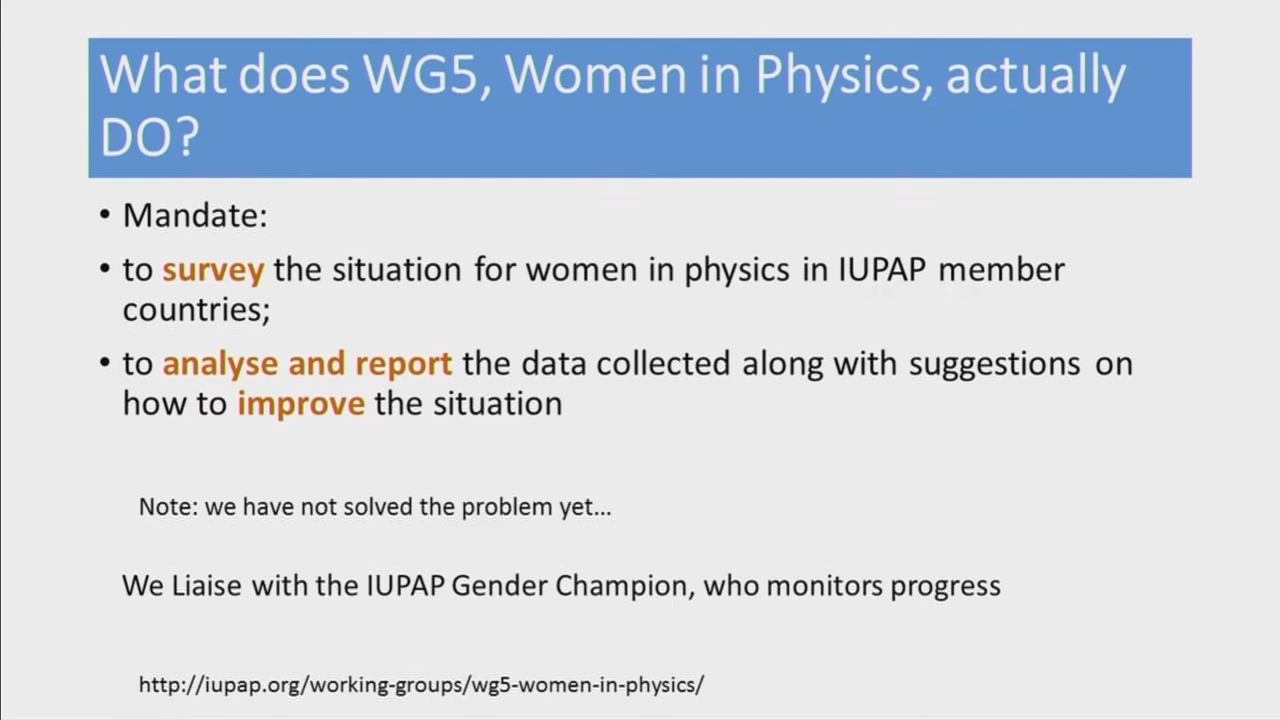 What does WG5, Women in Physics, actually
DO?
• Mandate:
• to survey the situation for women in physics in IUPAP member
countries;
• to analyse and report the data collected along with suggestions on
how to improve the situation
Note: we have not solved the problem yet...
We Liaise with the IUPAP Gender Champion, who monitors progress
http://iupap.org/working-groups/wg5-women-in-physics/